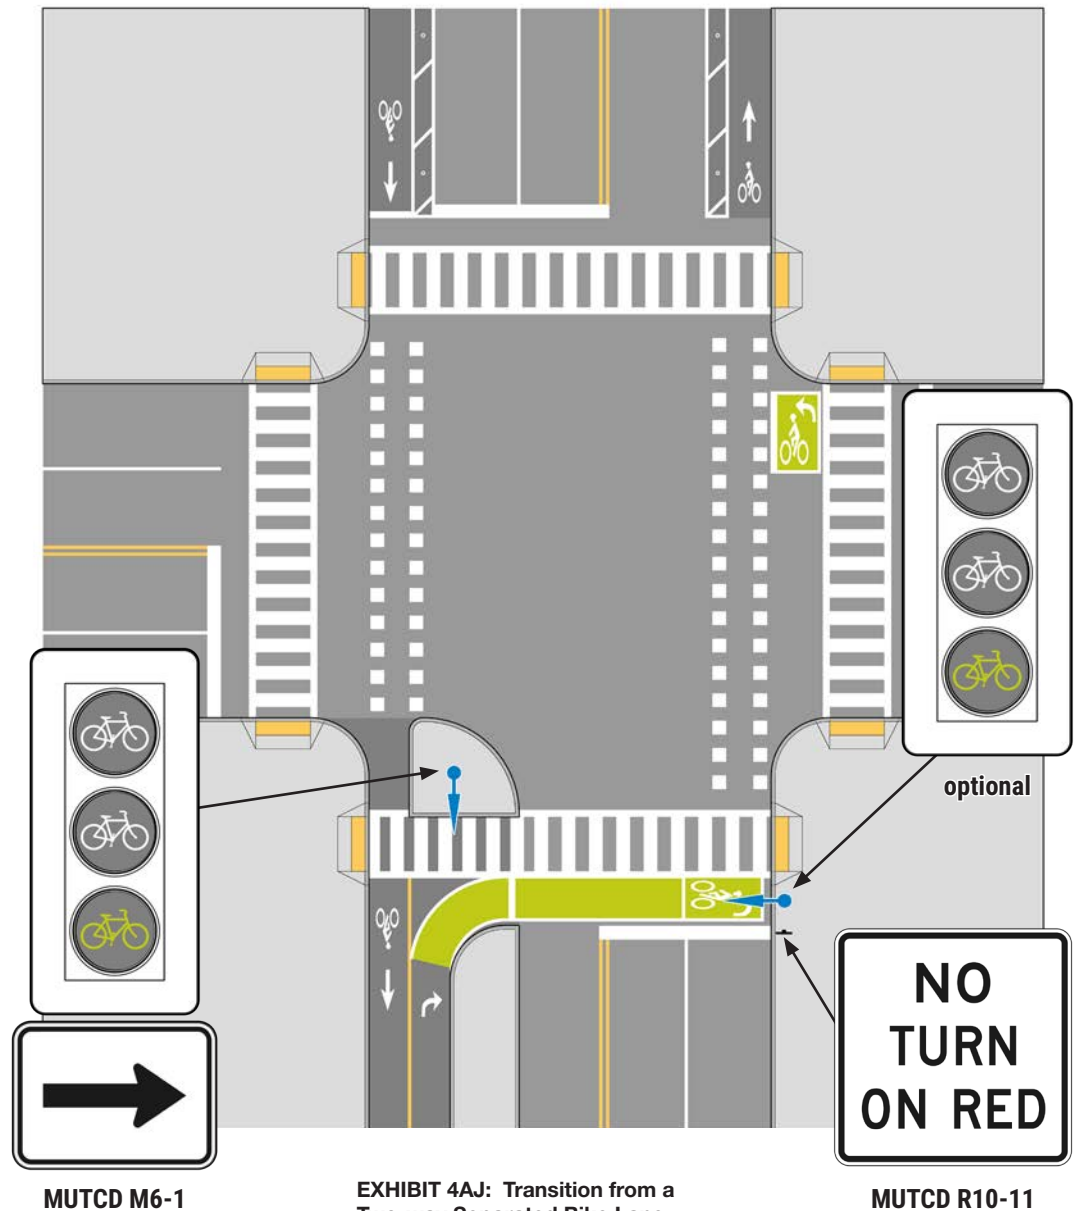 optional
NO
TURN
ON RED
MUTCD M6-1
EXHIBIT 4AJ: Transition from a
MUTCD R10-11